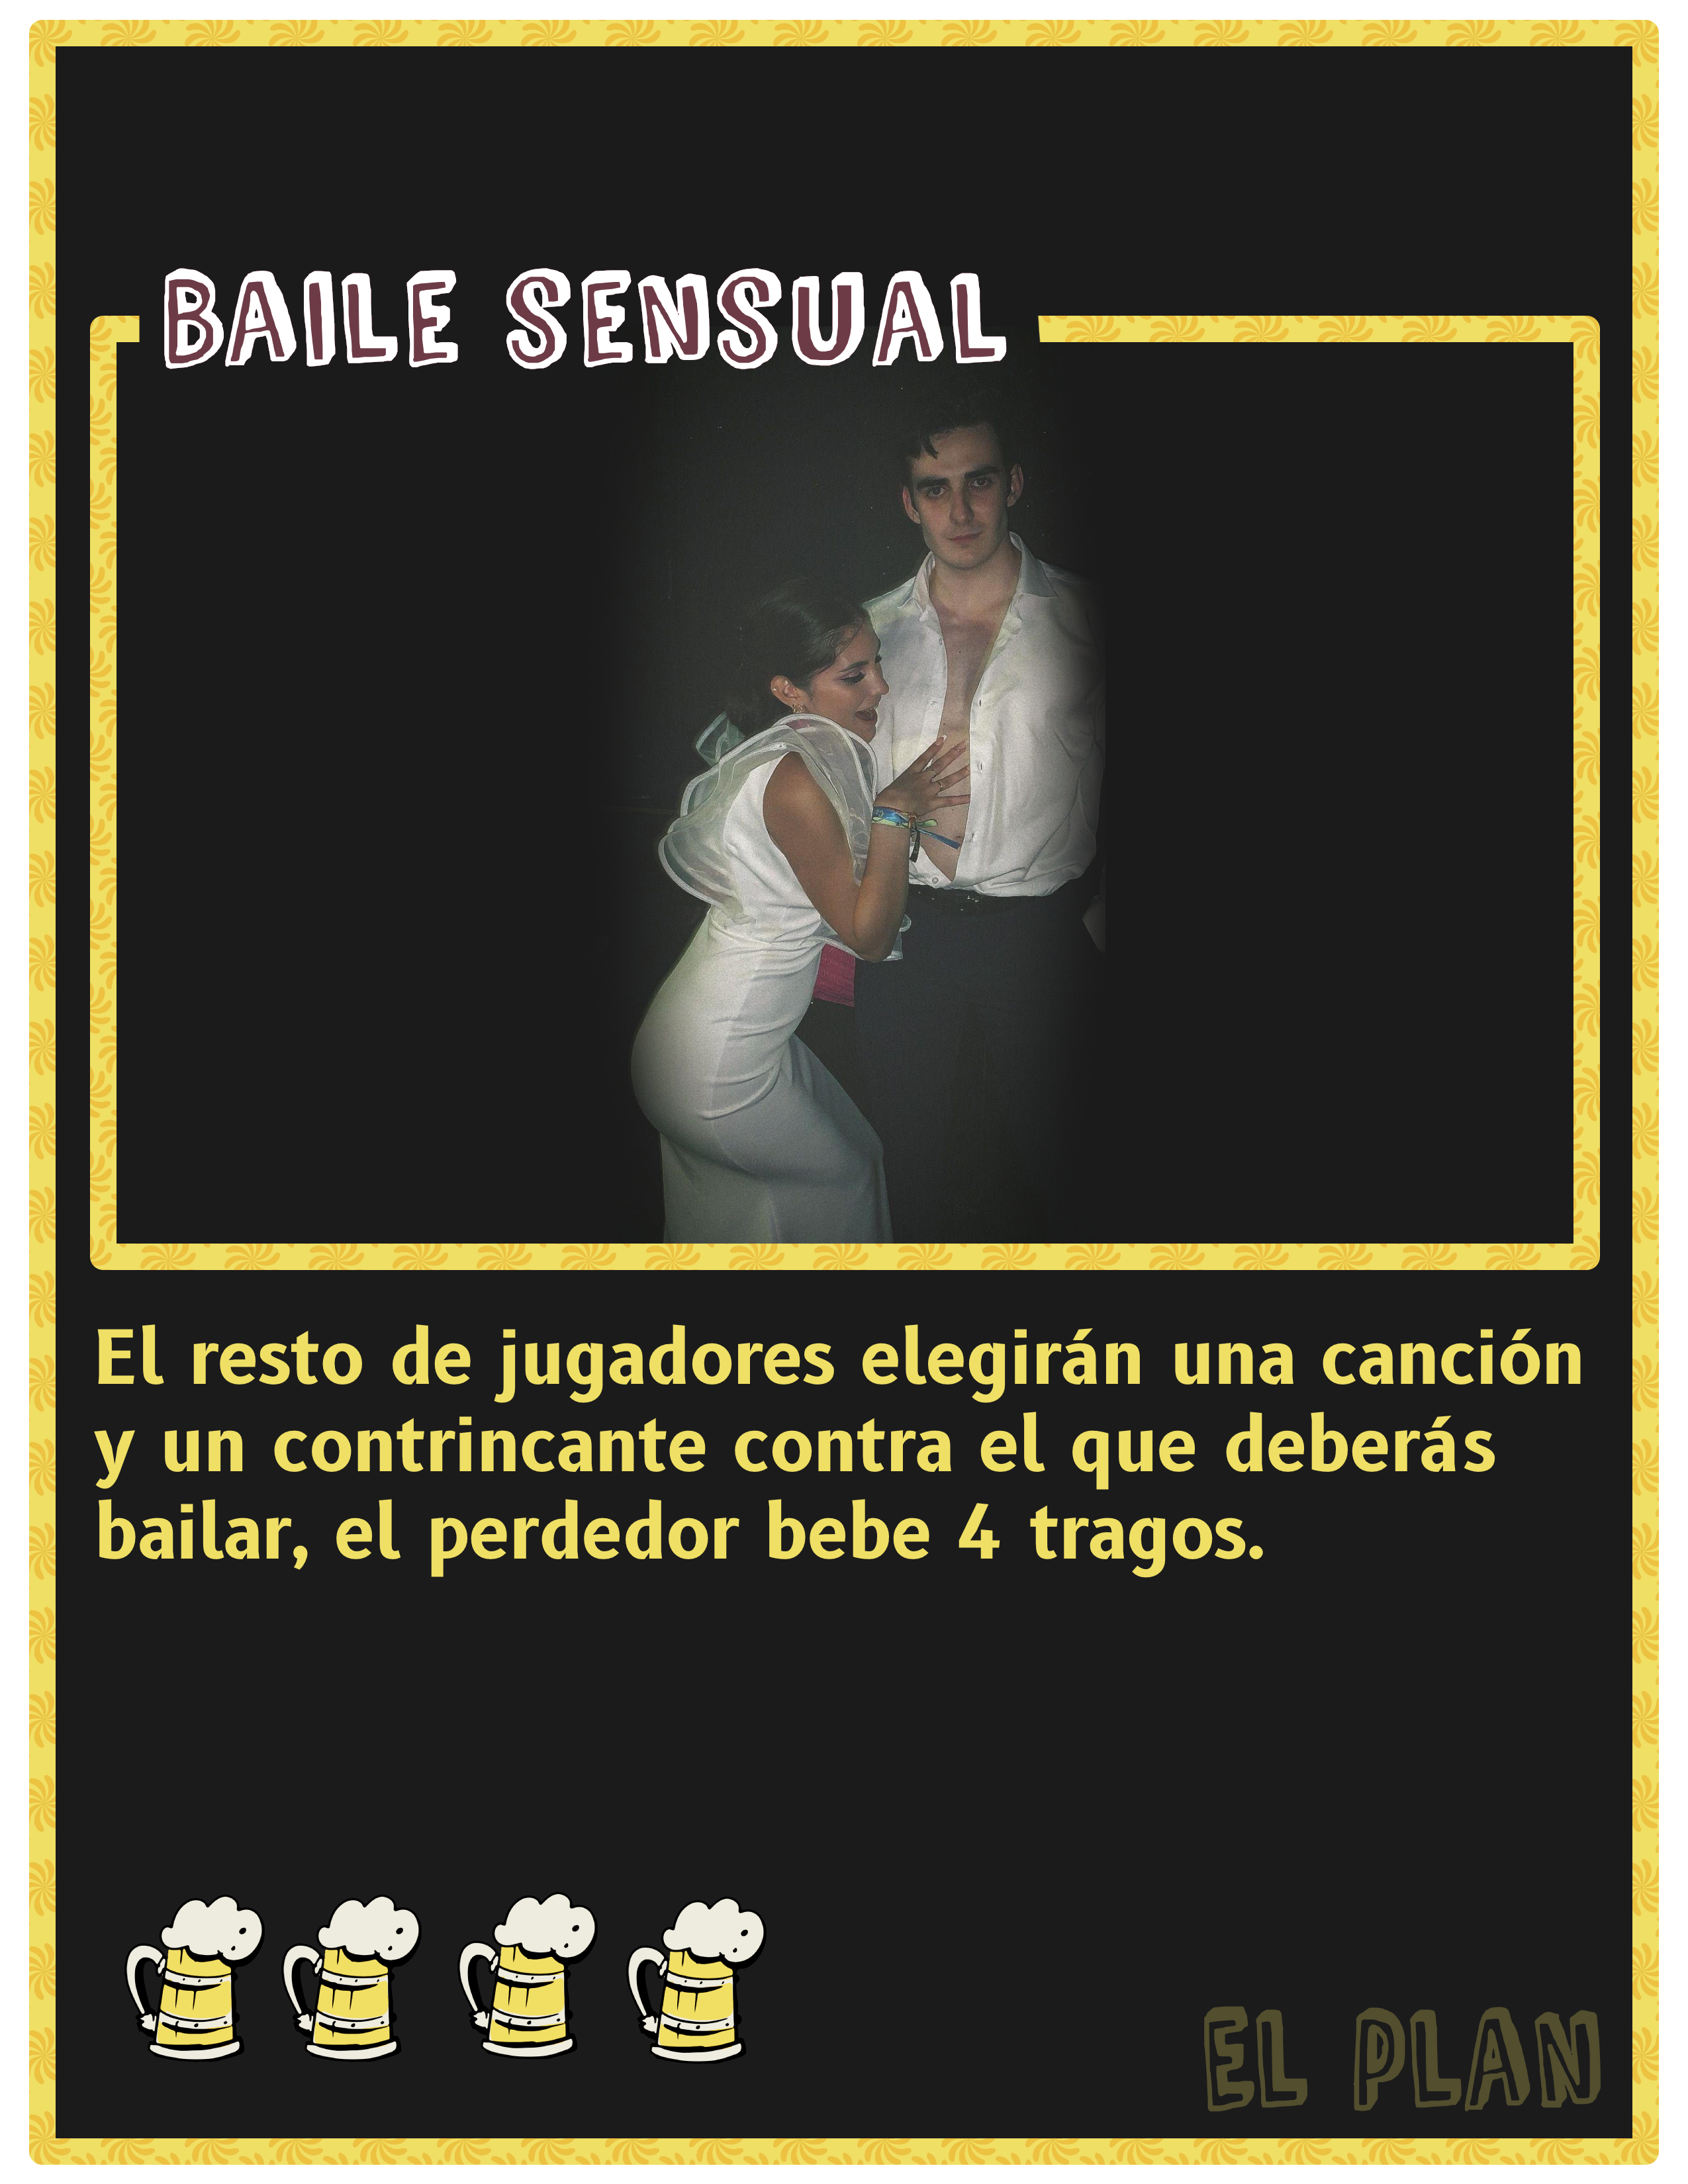 BAILE SENSUAL
El resto de jugadores elegirán una canción
y un contrincante contra el que deberás
bailar, el perdedor bebe 4 tragos.
EL PLAN